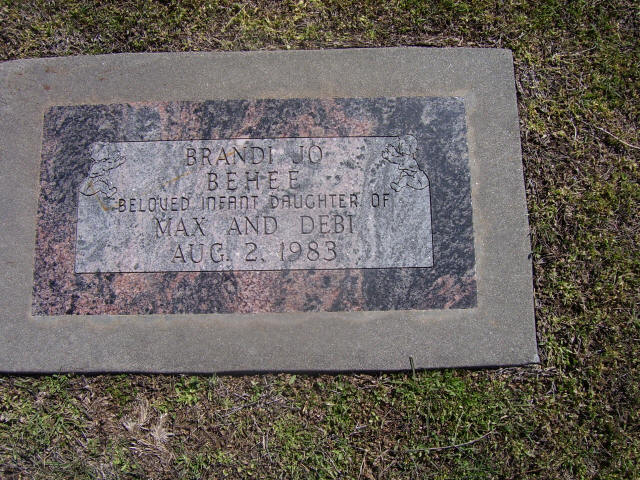 BRANDI JO
BEHEE
BELOVED INFANT DAUGHTER OF
MAX AND DEBI
AUG. 2, 1983